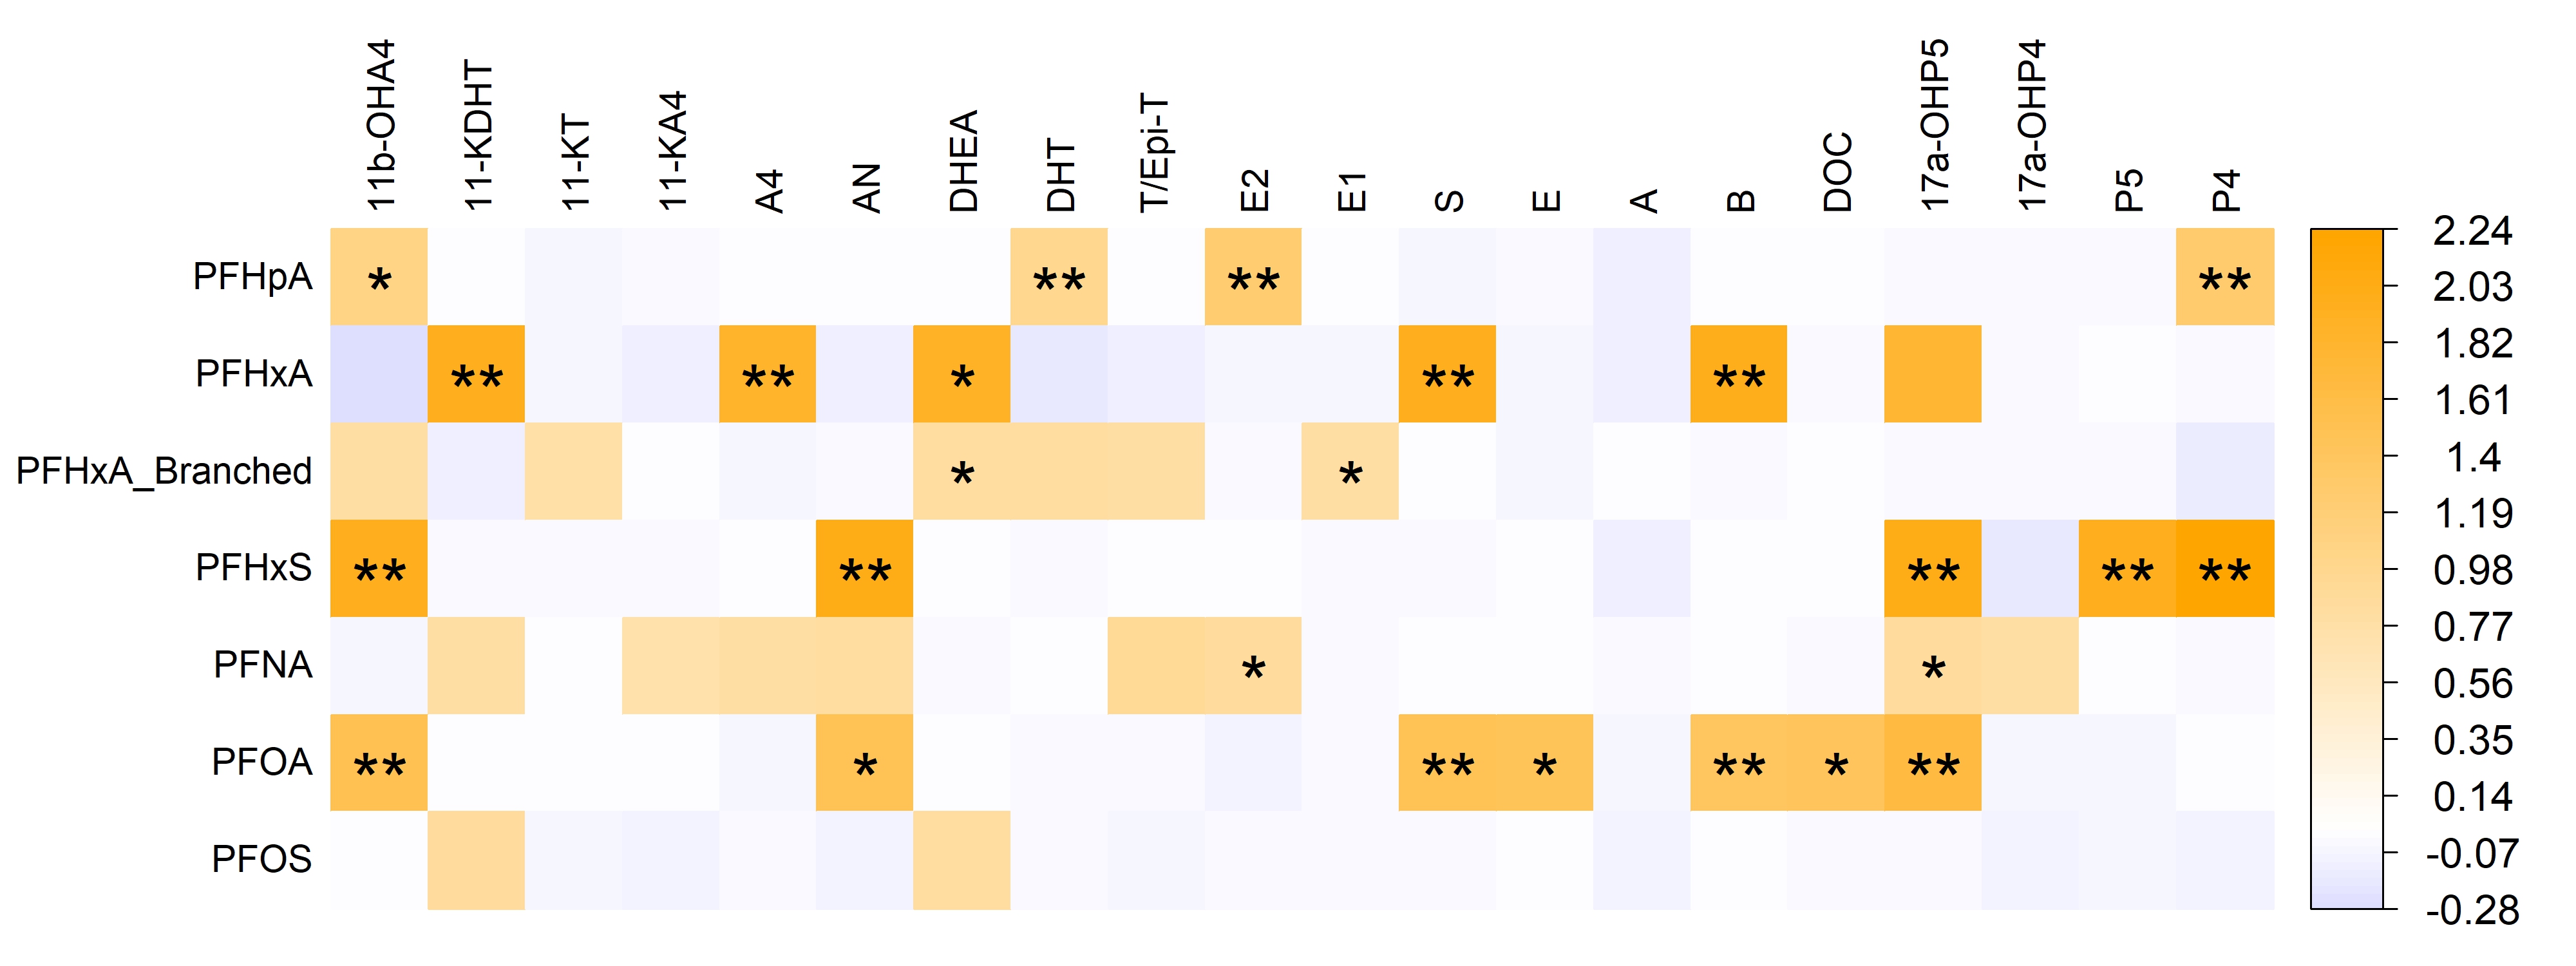 11b-OHA4 11-KDHT 11-KT 11-KA4 A4 AN DHEA DHT T/Epi-T E2 E1 S E A B DOC 17a-OHP5 17a-OHP4 P5 P4
PFHpA * ** ** **
PFHxA ** ** * ** **
PFHxA_Branched * *
PFHxS ** ** ** ** **
PFNA * *
PFOA ** * ** * ** * **
PFOS
2.24
2.03
1.82
1.61
1.4
1.19
0.98
0.77
0.56
0.35
0.14
-0.07
-0.28